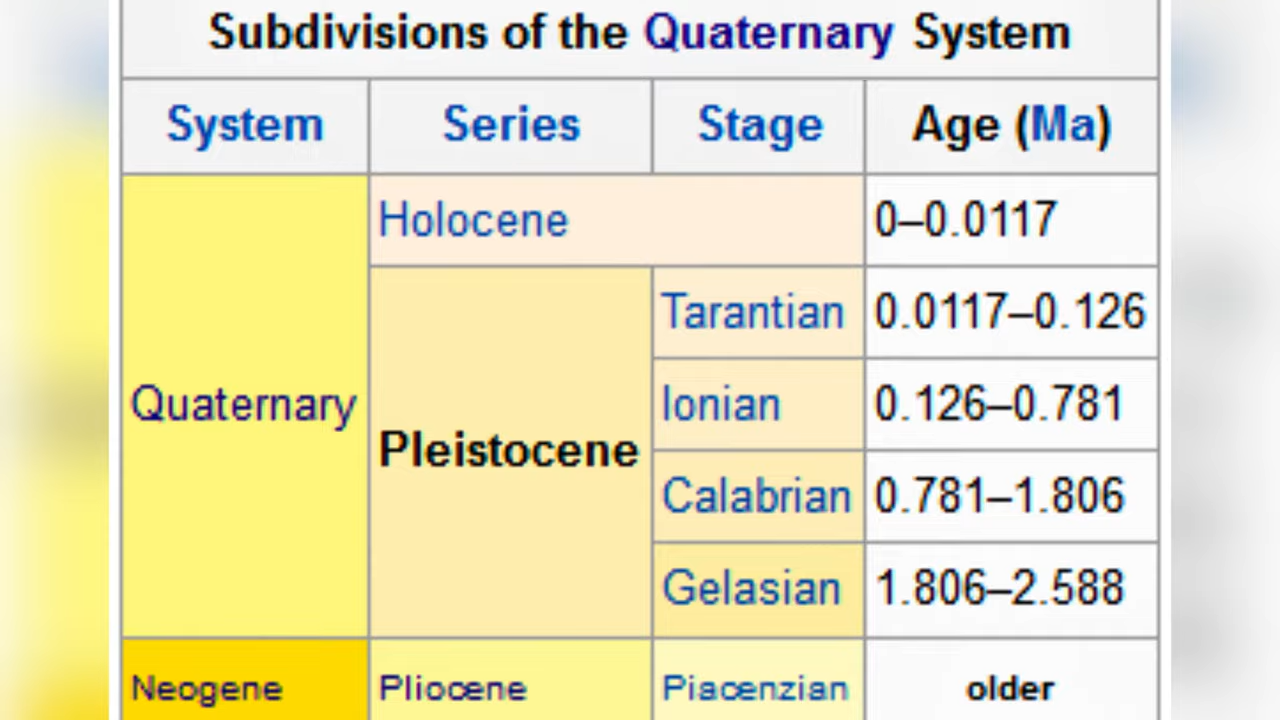 Subdivisions of the Quaternary System
System Series Stage Age (Ma)
Holocene 0–0.0117
Tarantian 0.0117–0.126
Quaternary Ionian 0.126–0.781
Pleistocene
Calabrian 0.781–1.806
Gelasian 1.806–2.588
Neogene Pliocene Piacenzian older